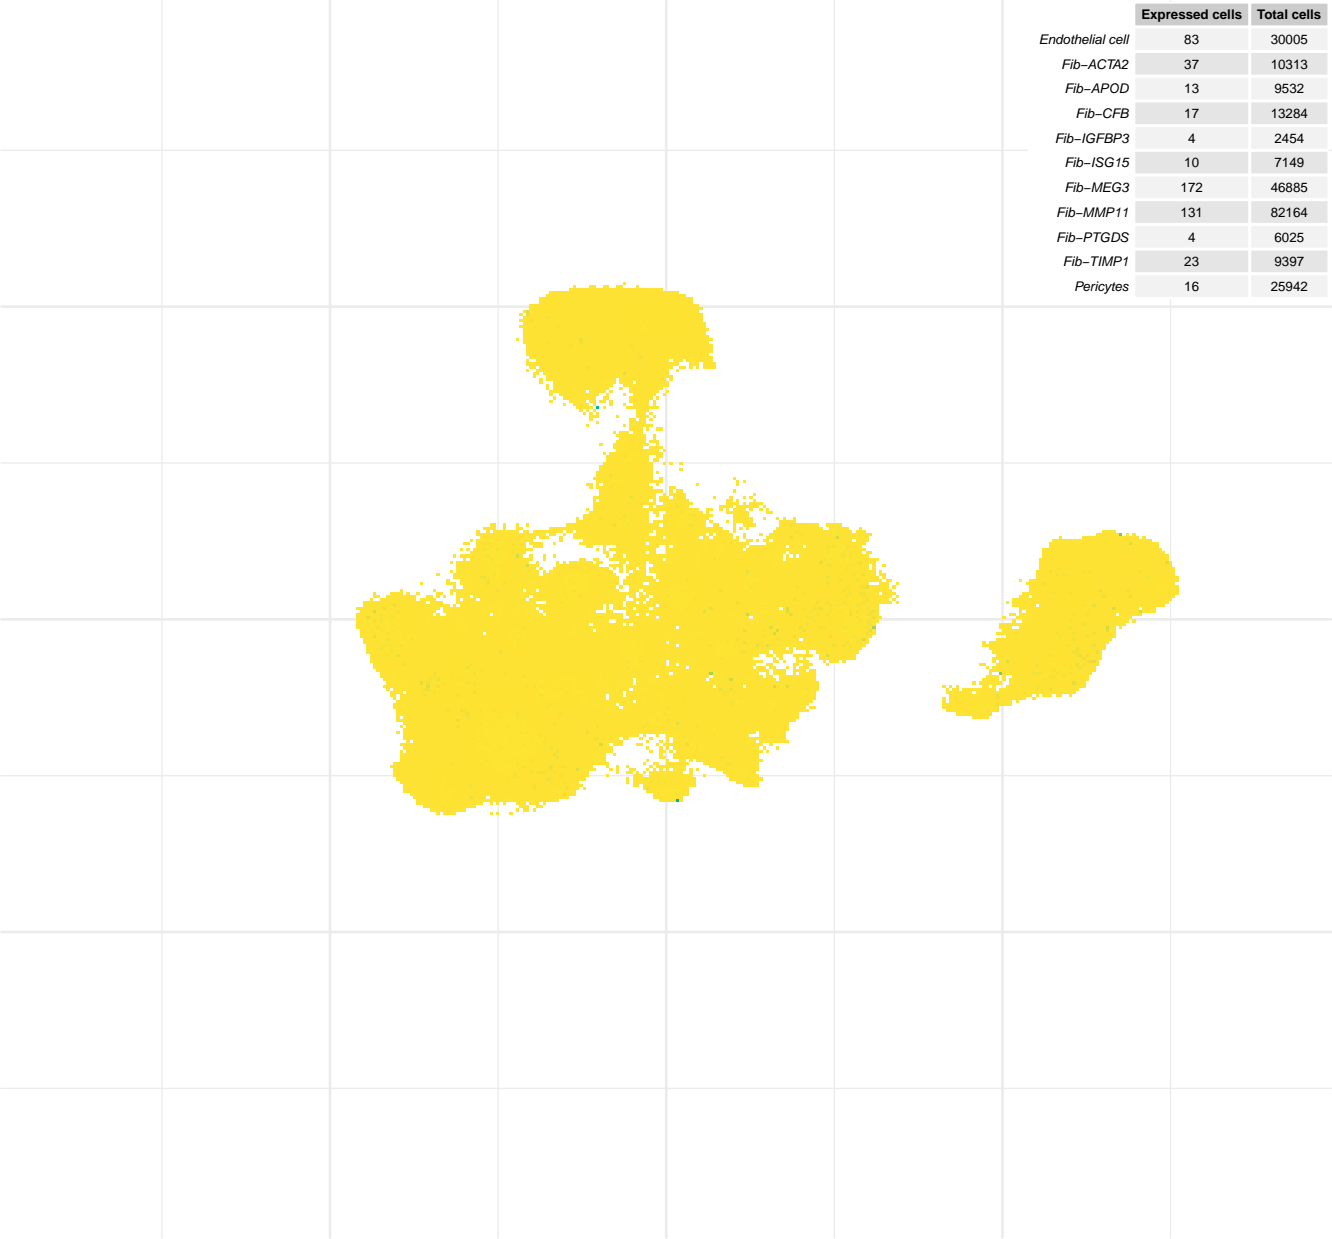 Expressed cells Total cells
Endothelial cell 83 30005
Fib−ACTA2 37 10313
Fib−APOD 13 9532
Fib−CFB 17 13284
Fib−IGFBP3 4 2454
Fib−ISG15 10 7149
Fib−MEG3 172 46885
Fib−MMP11 131 82164
Fib−PTGDS 4 6025
Fib−TIMP1 23 9397
Pericytes 16 25942